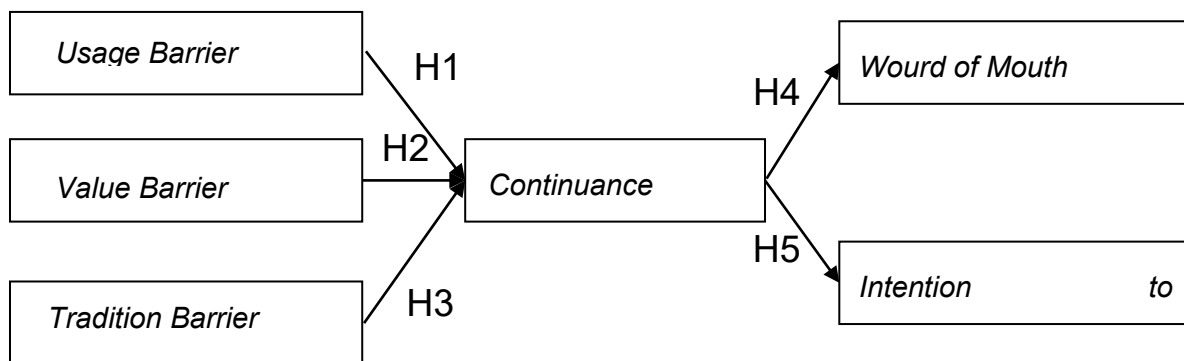 Usage Barrier
H1
Wourd of Mouth
H4
H2
Value Barrier
Continuance
H5
Tradition Barrier
H3
Intention to